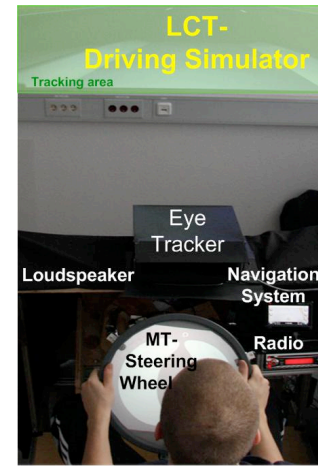 LCT-
Driving Simulator
Tracking area
Eye
Tracker
Loudspeaker
Navigation
System
MT-
Steering
Wheel
Radio